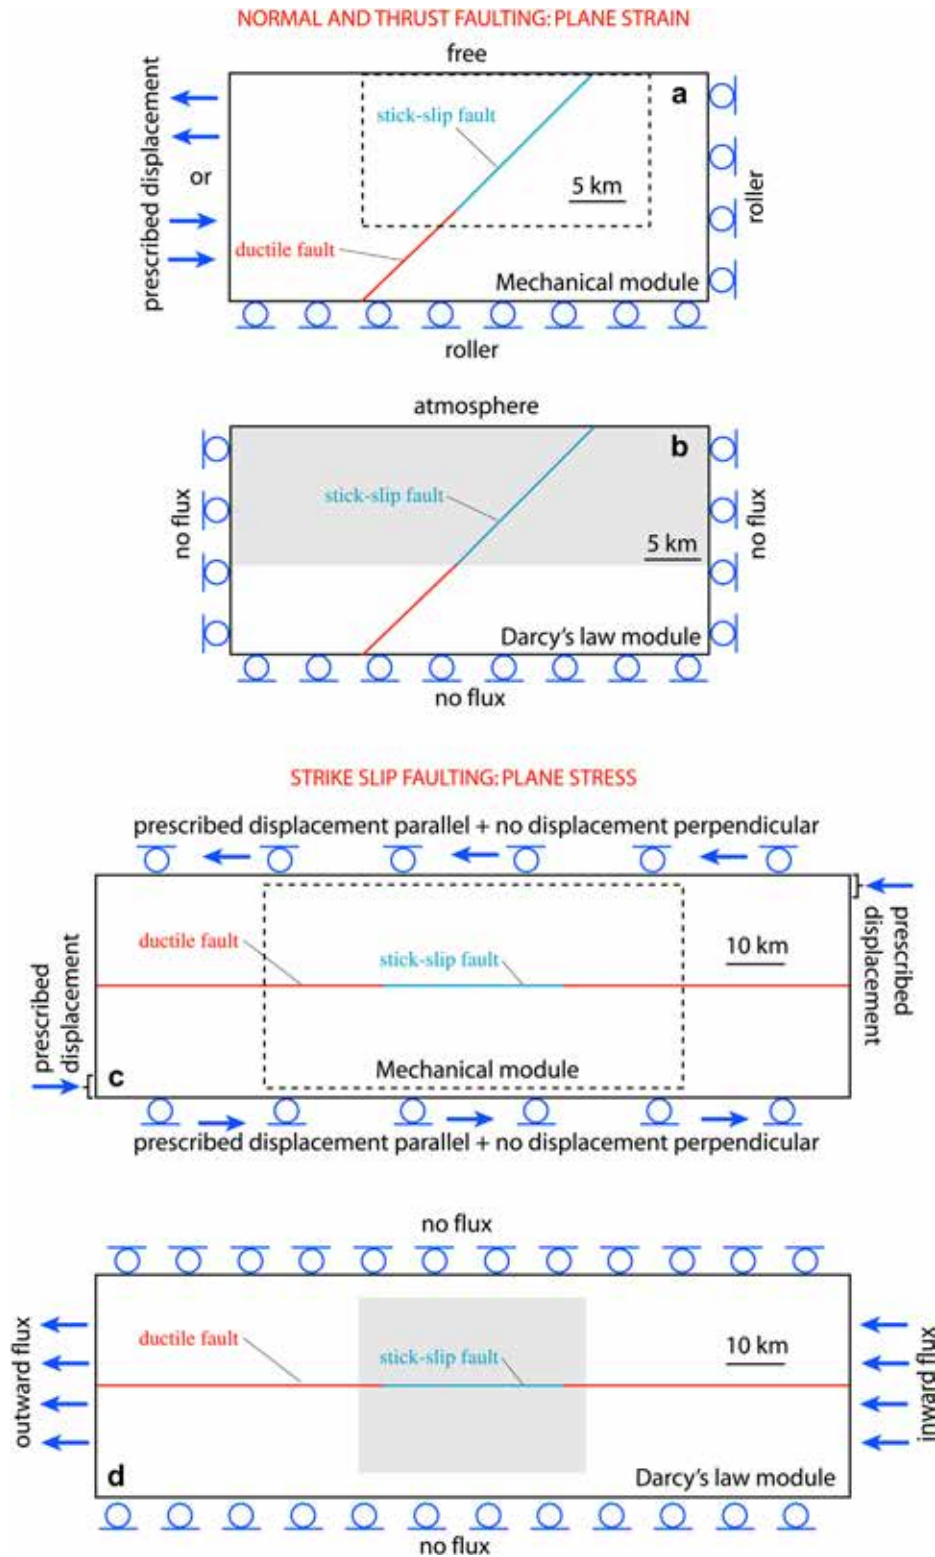 NORMAL AND THRUST FAULTING: PLANE STRAIN
free
prescribed displacement
or
a
stick-slip fault
5 km
ductile fault
Mechanical module
roller
roller
atmosphere
b
stick-slip fault
no flux
no flux
5 km
Darcy's law module
no flux
STRIKE SLIP FAULTING: PLANE STRESS
prescribed displacement parallel + no displacement perpendicular
prescribed
displacement
ductile fault
stick-slip fault
10 km
prescribed
displacement
c
Mechanical module
prescribed displacement parallel + no displacement perpendicular
no flux
outward flux
ductile fault
stick-slip fault
10 km
inward flux
d
Darcy's law module
no flux